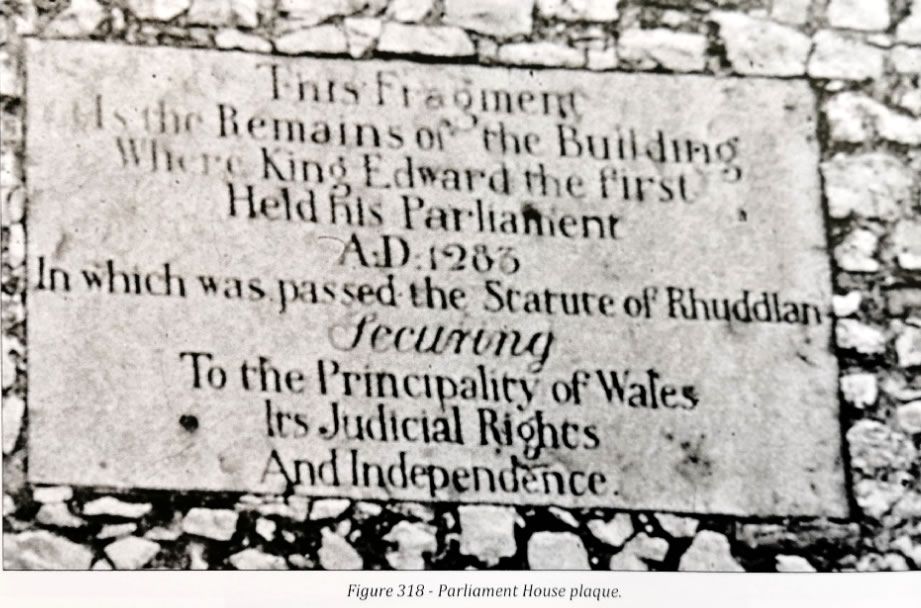 This Fragment
Is the Remains of the Building
Where King Edward the first
Held his Parliament
A.D. 1283
In which was passed the Statute of Rhuddlan
Securing
To the Principality of Wales
Its Judicial Rights
And Independence.
Figure 318 - Parliament House plaque.